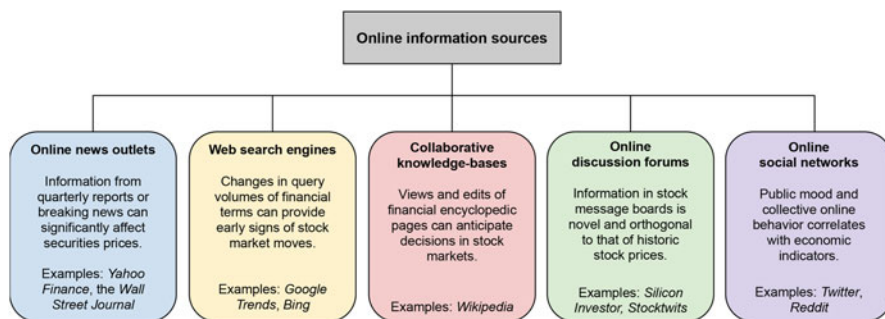 Online information sources
Online news outlets
Information from
quarterly reports or
breaking news can
significantly affect
securities prices.
Examples: Yahoo
Finance, the Wall
Street Journal
Web search engines
Changes in query
volumes of financial
terms can provide
early signs of stock
market moves.
Examples: Google
Trends, Bing
Collaborative
knowledge-bases
Views and edits of
financial encyclopedic
pages can anticipate
decisions in stock
markets.
Examples: Wikipedia
Online
discussion forums
Information in stock
message boards is
novel and orthogonal
to that of historic
stock prices.
Examples: Silicon
Investor, Stocktwits
Online
social networks
Public mood and
collective online
behavior correlates
with economic
indicators.
Examples: Twitter,
Reddit